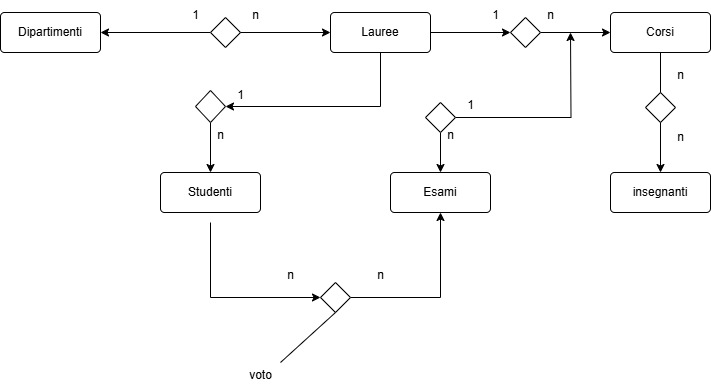 1 n 1 n
Dipartimenti Lauree Corsi
n
1 1
n n n
Studenti Esami insegnanti
n n
voto